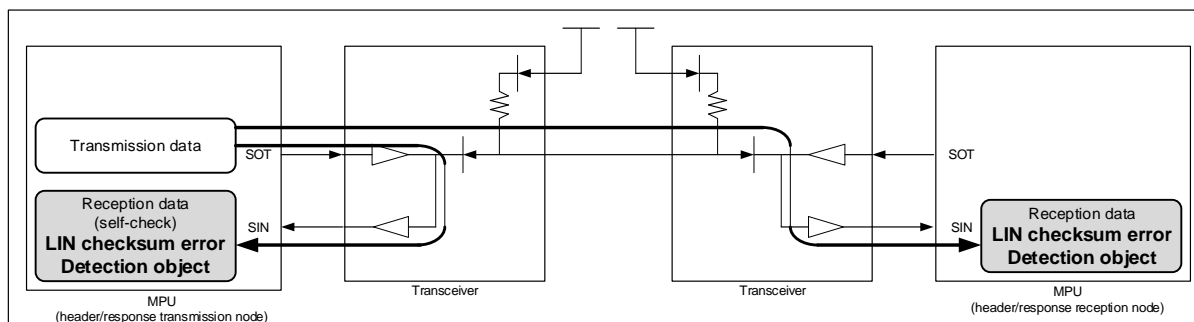 Transmission data
SOT
SOT
Reception data
(self-check)
LIN checksum error
Detection object
SIN
SIN
Reception data
LIN checksum error
Detection object
MPU
(header/response transmission node)
Transceiver
Transceiver
MPU
(header/response reception node)